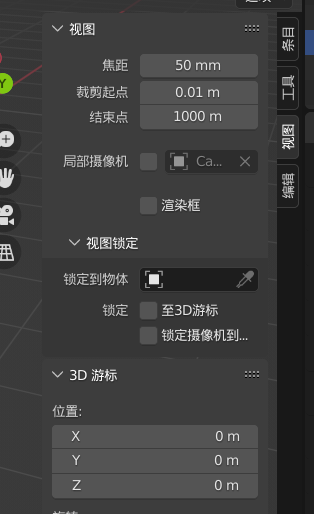 视图
焦距 50 mm
裁剪起点 0.01 m
结束点 1000 m
局部摄像机 Ca...
渲染框
视图锁定
锁定到物体
锁定 至3D游标
锁定摄像机到...
3D 游标
位置:
X 0 m
Y 0 m
Z 0 m
条目
工具
视图
编辑
Y